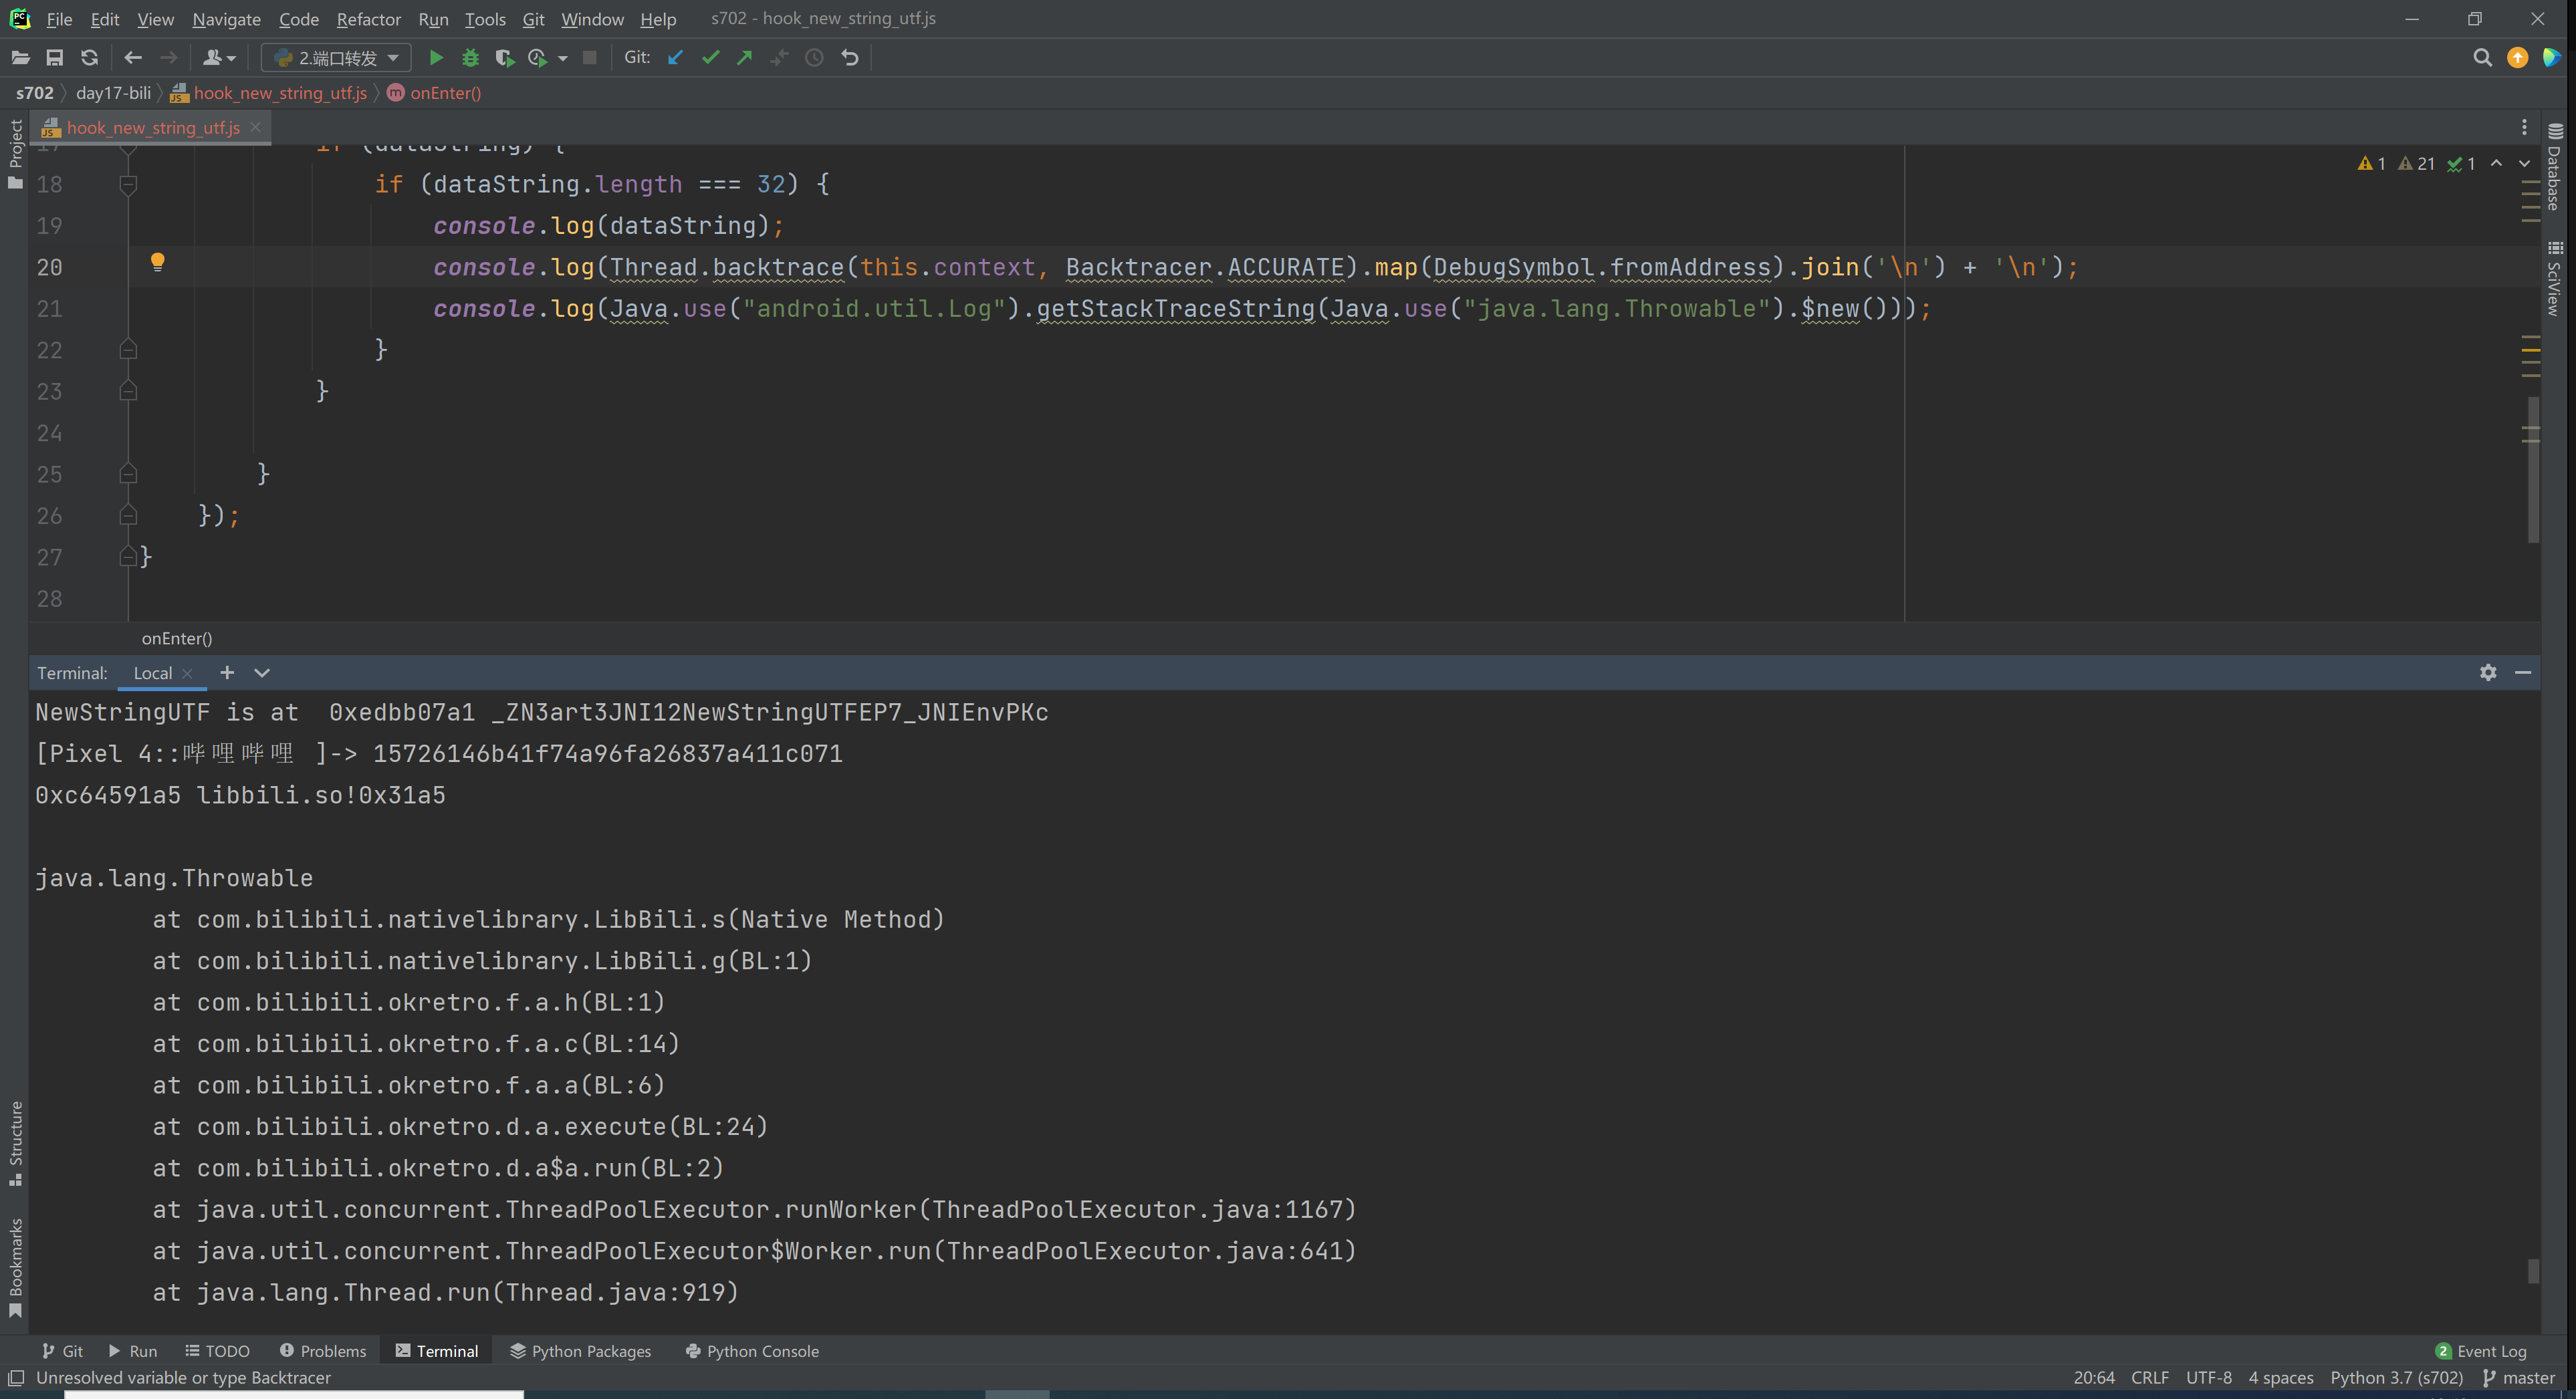 File Edit View Navigate Code Refactor Run Tools Git Window Help s702 - hook_new_string_utf.js
2.端口转发 Git:
s702 day17-bili hook_new_string_utf.js onEnter()
Project
hook_new_string_utf.js
17 if (dataString) {
1 21 1
18 if (dataString.length === 32) {
19 console.log(dataString);
20 console.log(Thread.backtrace(this.context, Backtracer.ACCURATE).map(DebugSymbol.fromAddress).join('\n') + '\n');
21 console.log(Java.use("android.util.Log").getStackTraceString(Java.use("java.lang.Throwable").$new()));
22 }
23 }
24
25 }
26 });
27 }
28
Database
SciView
onEnter()
Terminal: Local
NewStringUTF is at  0xedbb07a1 _ZN3art3JNI12NewStringUTFEP7_JNIEnvPKc
[Pixel 4::哔哩哔哩 ]-> 15726146b41f74a96fa26837a411c071
0xc64591a5 libbili.so!0x31a5
java.lang.Throwable
at com.bilibili.nativelibrary.LibBili.s(Native Method)
at com.bilibili.nativelibrary.LibBili.g(BL:1)
at com.bilibili.okretro.f.a.h(BL:1)
at com.bilibili.okretro.f.a.c(BL:14)
at com.bilibili.okretro.f.a.a(BL:6)
at com.bilibili.okretro.d.a.execute(BL:24)
at com.bilibili.okretro.d.a$a.run(BL:2)
at java.util.concurrent.ThreadPoolExecutor.runWorker(ThreadPoolExecutor.java:1167)
at java.util.concurrent.ThreadPoolExecutor$Worker.run(ThreadPoolExecutor.java:641)
at java.lang.Thread.run(Thread.java:919)
Structure
Bookmarks
Git Run TODO Problems Terminal Python Packages Python Console 2 Event Log
Unresolved variable or type Backtracer 20:64 CRLF UTF-8 4 spaces Python 3.7 (s702) master